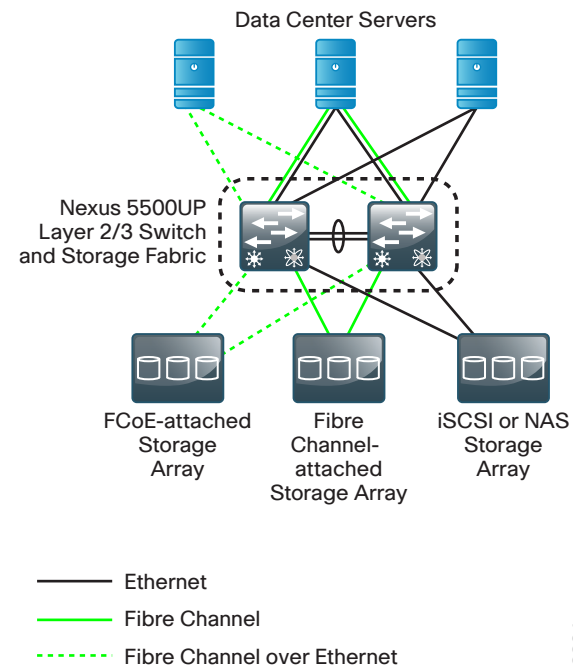 Data Center Servers
Nexus 5500UP
Layer 2/3 Switch
and Storage Fabric
FCoE-attached
Storage
Array
Fibre
Channel-
attached
Storage Array
iSCSI or NAS
Storage
Array
Ethernet
Fibre Channel
Fibre Channel over Ethernet